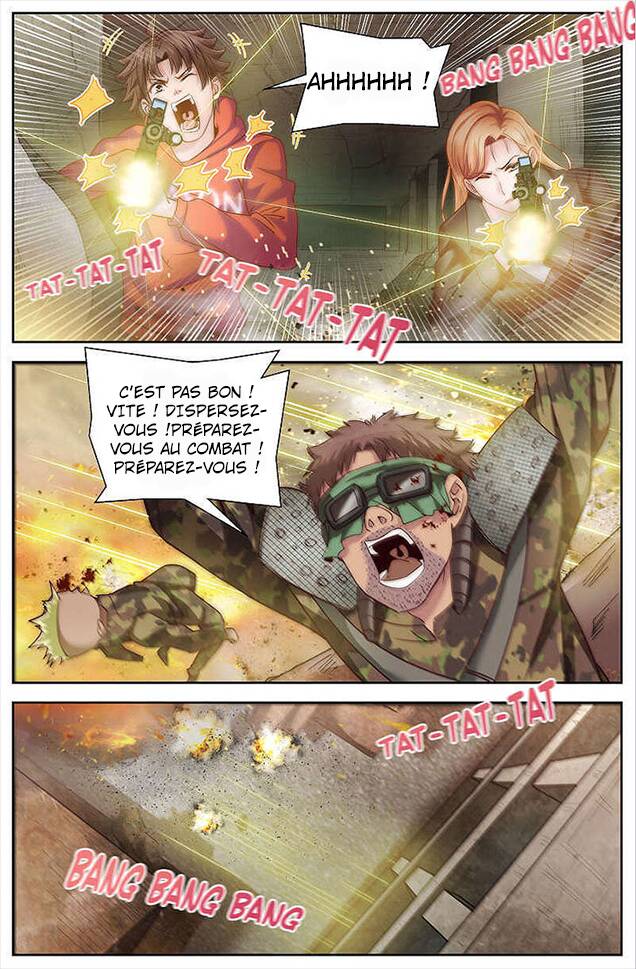 AHHHHHH !
BANG BANG BANG
TAT-TAT-TAT
TAT-TAT-TAT
C'EST PAS BON !
VITE ! DISPERSEZ-
VOUS !PRÉPAREZ-
VOUS AU COMBAT !
PRÉPAREZ-VOUS !
TAT-TAT-TAT
BANG BANG BANG